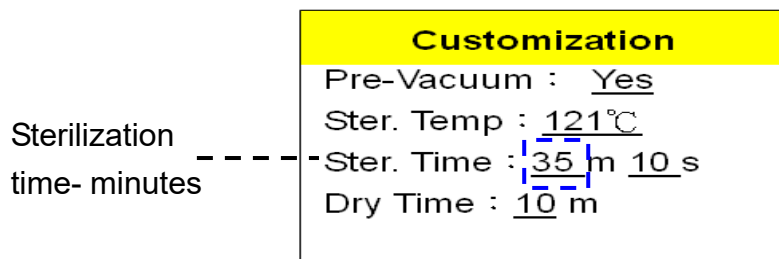 Customization
Pre-Vacuum : Yes
Ster. Temp : 121℃
Sterilization
time- minutes
Ster. Time : 35 m 10 s
Dry Time : 10 m